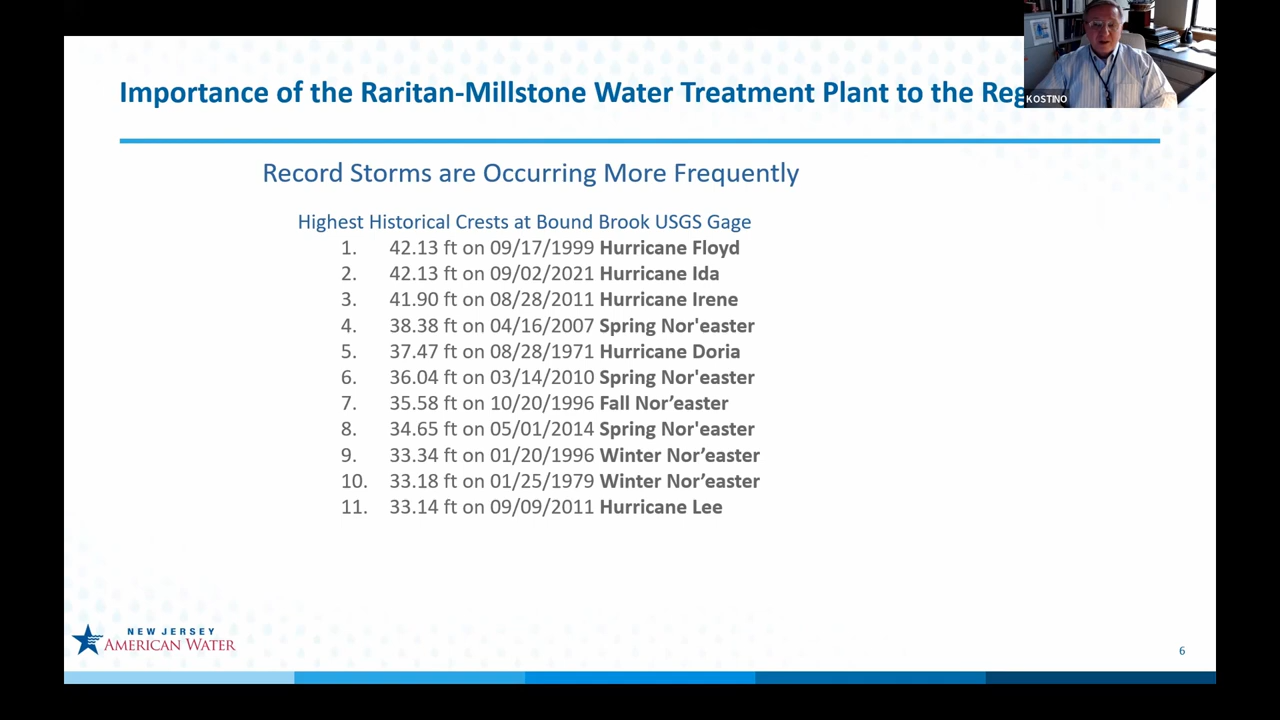 Importance of the Raritan-Millstone Water Treatment Plant to the Reg
KOSTINO
Record Storms are Occurring More Frequently
Highest Historical Crests at Bound Brook USGS Gage
1. 42.13 ft on 09/17/1999 Hurricane Floyd
2. 42.13 ft on 09/02/2021 Hurricane Ida
3. 41.90 ft on 08/28/2011 Hurricane Irene
4. 38.38 ft on 04/16/2007 Spring Nor'easter
5. 37.47 ft on 08/28/1971 Hurricane Doria
6. 36.04 ft on 03/14/2010 Spring Nor'easter
7. 35.58 ft on 10/20/1996 Fall Nor’easter
8. 34.65 ft on 05/01/2014 Spring Nor'easter
9. 33.34 ft on 01/20/1996 Winter Nor’easter
10. 33.18 ft on 01/25/1979 Winter Nor’easter
11. 33.14 ft on 09/09/2011 Hurricane Lee
NEW JERSEY
AMERICAN WATER
6